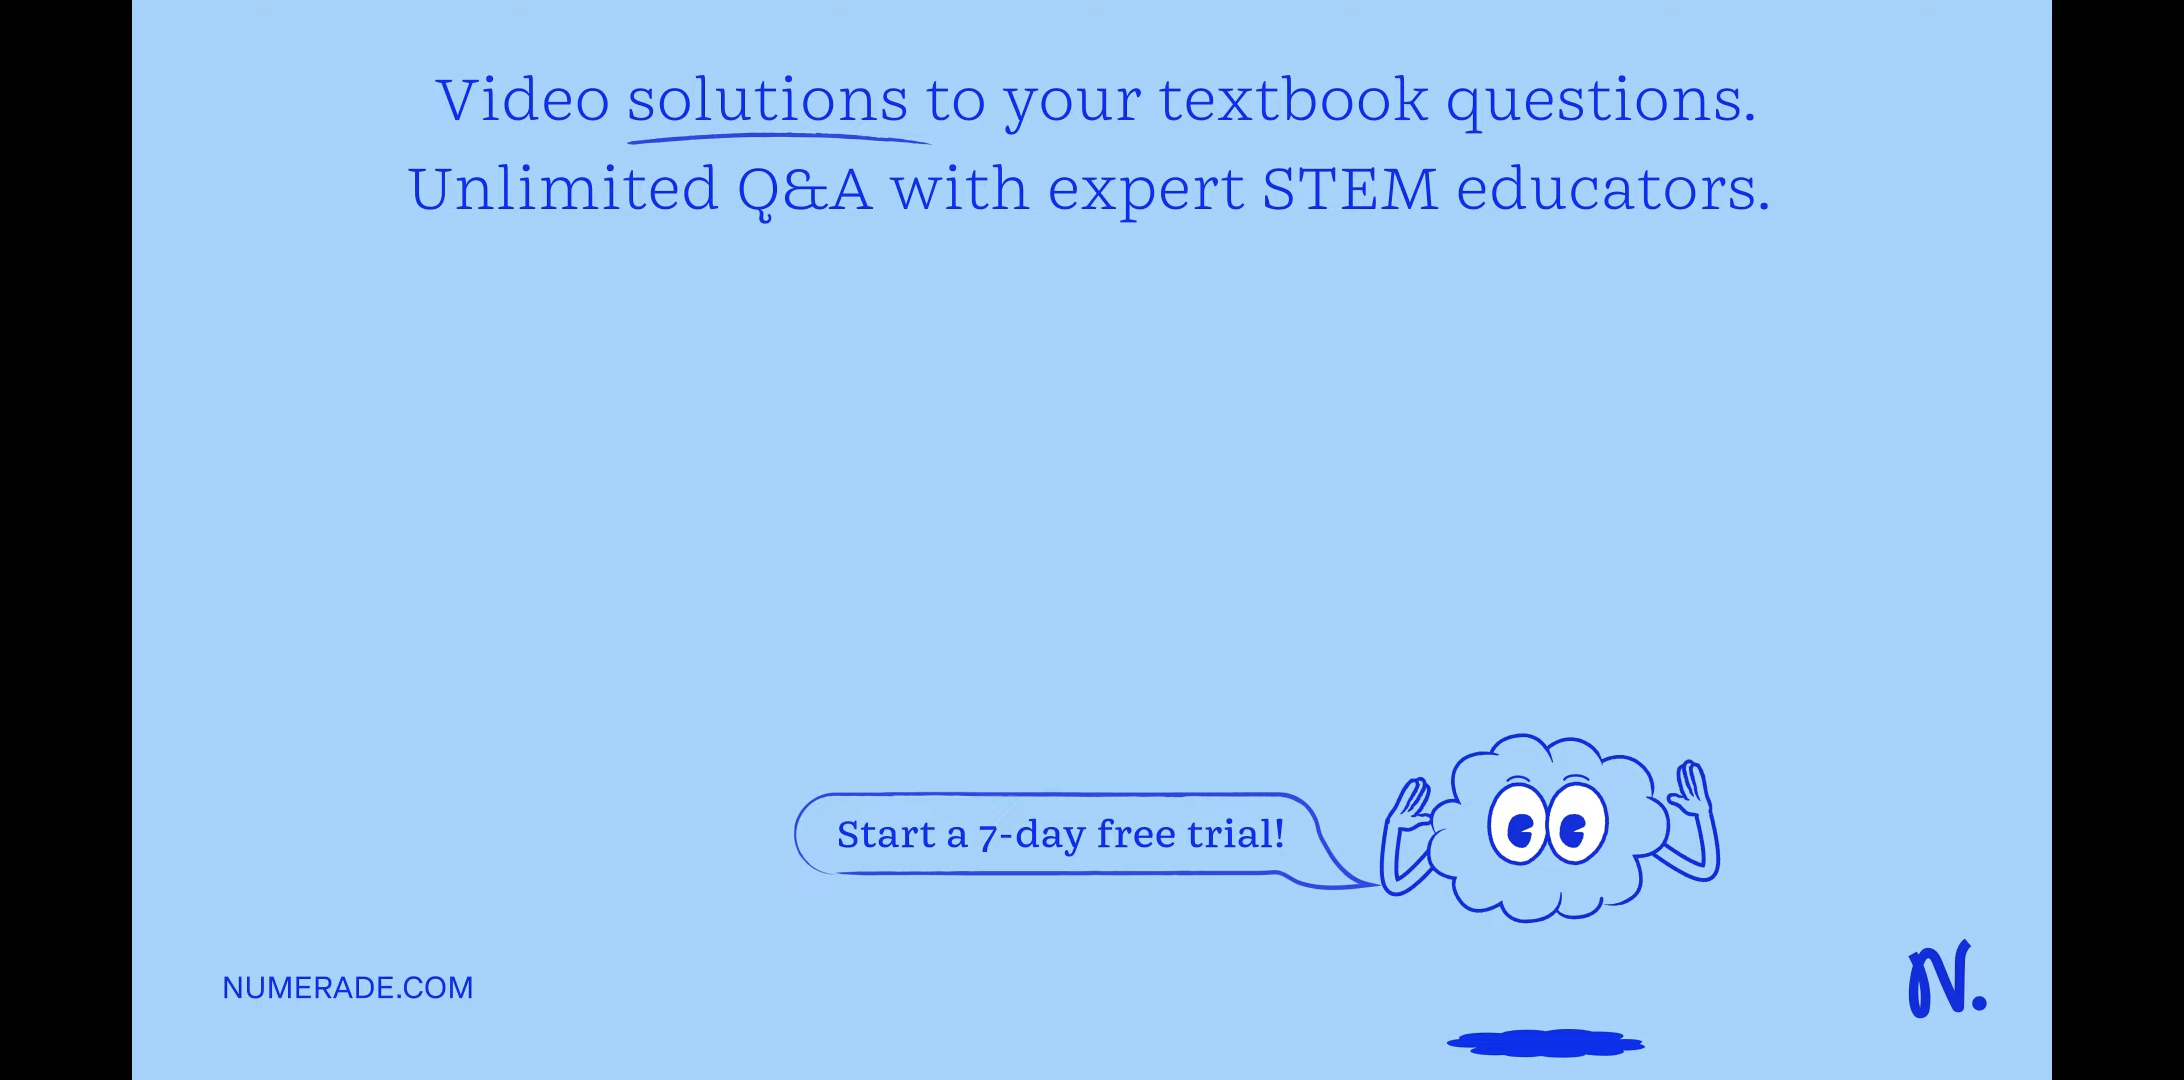 Video solutions to your textbook questions.
Unlimited Q&A with expert STEM educators.
Start a 7-day free trial!
NUMERADE.COM
N.